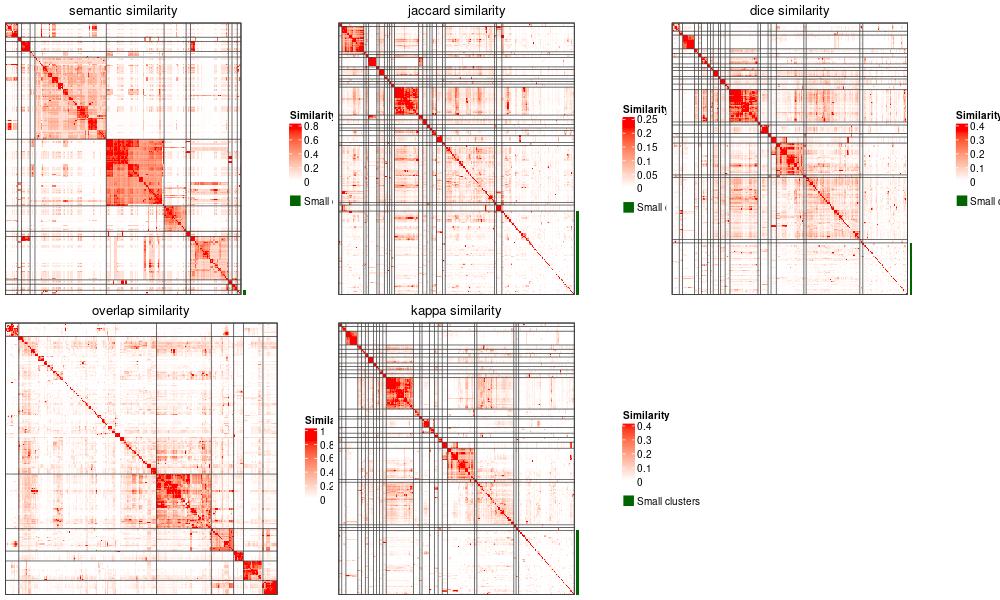 semantic similarity
Similarity
0.8
0.6
0.4
0.2
0
Small
jaccard similarity
Similarity
0.25
0.2
0.15
0.1
0.05
0
Small
dice similarity
Similarity
0.4
0.3
0.2
0.1
0
Small
overlap similarity
Simila
1
0.8
0.6
0.4
0.2
0
kappa similarity
Similarity
0.4
0.3
0.2
0.1
0
Small clusters